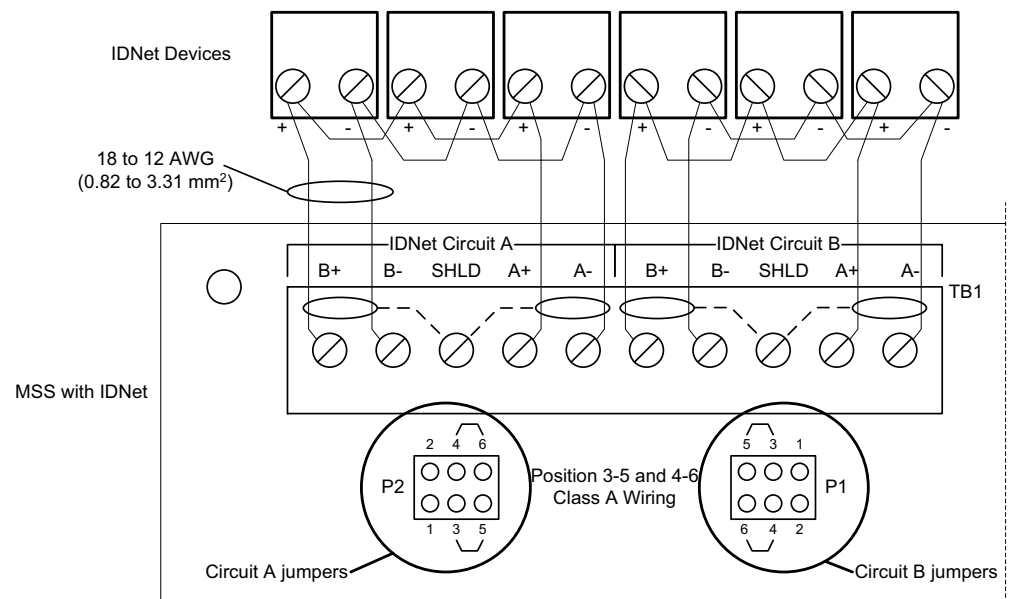 IDNet Devices
+ - + - + - + - + - + -
18 to 12 AWG
(0.82 to 3.31 mm²)
IDNet Circuit A
IDNet Circuit B
B+ B- SHLD A+ A- B+ B- SHLD A+ A-
TB1
MSS with IDNet
2 4 6
P2
1 3 5
Position 3-5 and 4-6
Class A Wiring
5 3 1
P1
6 4 2
Circuit A jumpers
Circuit B jumpers